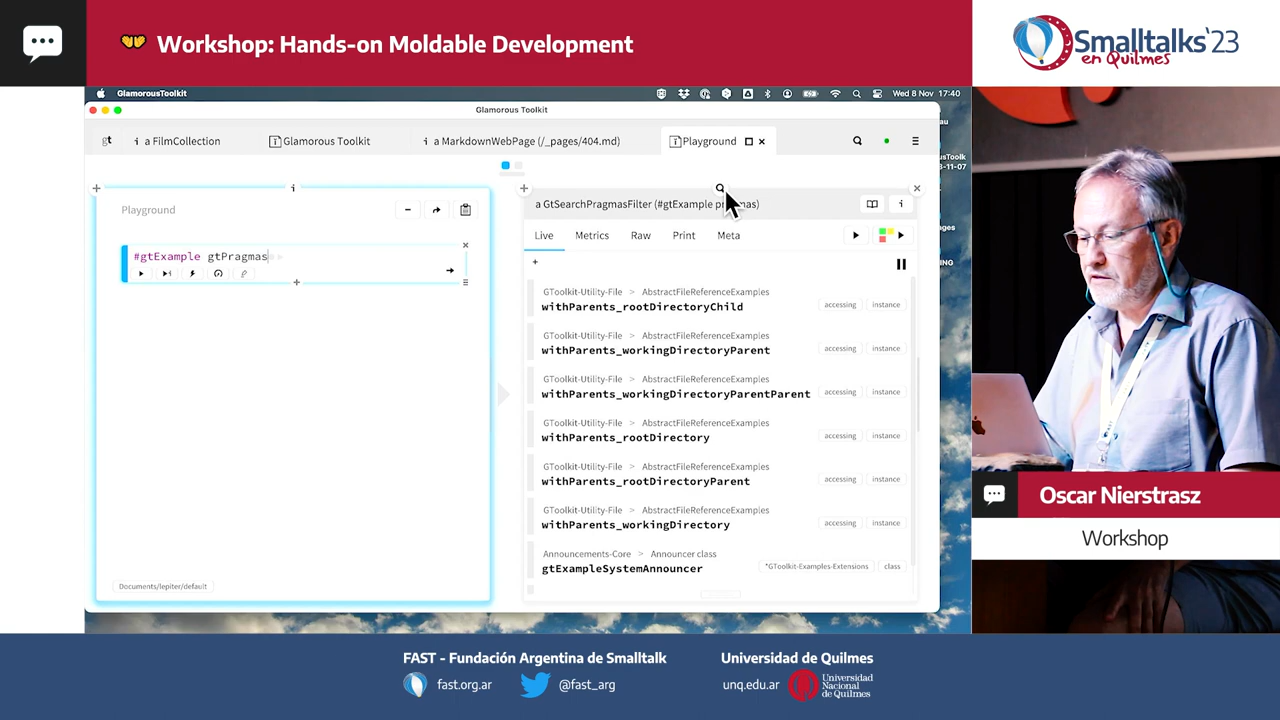 Workshop: Hands-on Moldable Development
Smalltalks'23
en Quilmes
GlamorousToolkit
Wed 8 Nov 17:40
Glamorous Toolkit
gt
a FilmCollection
Glamorous Toolkit
a MarkdownWebPage (/_pages/404.md)
Playground
Playground
#gtExample gtPragmas
Documents/lepiter/default
a GtSearchPragmasFilter (#gtExample
Live
Metrics
Raw
Print
Meta
GToolkit-Utility-File > AbstractFileReferenceExamples
withParents_rootDirectoryChild
accessing
instance
GToolkit-Utility-File > AbstractFileReferenceExamples
withParents_workingDirectoryParent
accessing
instance
GToolkit-Utility-File > AbstractFileReferenceExamples
withParents_workingDirectoryParentParent
accessing
instance
GToolkit-Utility-File > AbstractFileReferenceExamples
withParents_rootDirectory
accessing
instance
GToolkit-Utility-File > AbstractFileReferenceExamples
withParents_rootDirectoryParent
accessing
instance
GToolkit-Utility-File > AbstractFileReferenceExamples
withParents_workingDirectory
accessing
instance
Announcements-Core > Announcer class
gtExampleSystemAnnouncer
*GToolkit-Examples-Extensions
class
Oscar Nierstrasz
Workshop
FAST - Fundación Argentina de Smalltalk
fast.org.ar
@fast_arg
Universidad de Quilmes
unq.edu.ar
Universidad
Nacional
de Quilmes